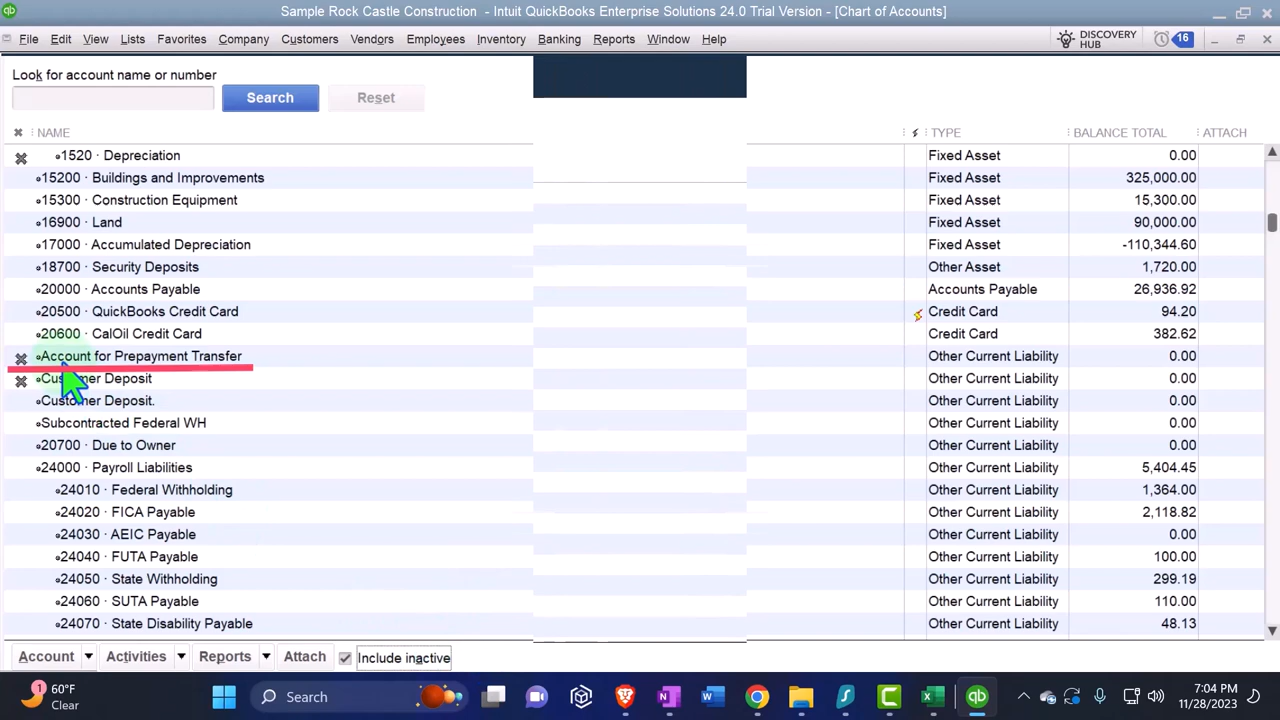 Sample Rock Castle Construction - Intuit QuickBooks Enterprise Solutions 24.0 Trial Version - [Chart of Accounts]
File Edit View Lists Favorites Company Customers Vendors Employees Inventory Banking Reports Window Help DISCOVERY HUB 16
Look for account name or number
Search Reset
NAME TYPE BALANCE TOTAL ATTACH
1520 · Depreciation Fixed Asset 0.00
15200 · Buildings and Improvements Fixed Asset 325,000.00
15300 · Construction Equipment Fixed Asset 15,300.00
16900 · Land Fixed Asset 90,000.00
17000 · Accumulated Depreciation Fixed Asset -110,344.60
18700 · Security Deposits Other Asset 1,720.00
20000 · Accounts Payable Accounts Payable 26,936.92
20500 · QuickBooks Credit Card Credit Card 94.20
20600 · CalOil Credit Card Credit Card 382.62
Account for Prepayment Transfer Other Current Liability 0.00
Customer Deposit Other Current Liability 0.00
Customer Deposit. Other Current Liability 0.00
Subcontracted Federal WH Other Current Liability 0.00
20700 · Due to Owner Other Current Liability 0.00
24000 · Payroll Liabilities Other Current Liability 5,404.45
24010 · Federal Withholding Other Current Liability 1,364.00
24020 · FICA Payable Other Current Liability 2,118.82
24030 · AEIC Payable Other Current Liability 0.00
24040 · FUTA Payable Other Current Liability 100.00
24050 · State Withholding Other Current Liability 299.19
24060 · SUTA Payable Other Current Liability 110.00
24070 · State Disability Payable Other Current Liability 48.13
Account Activities Reports Attach Include inactive
1 60°F Clear Search 7:04 PM
11/28/2023